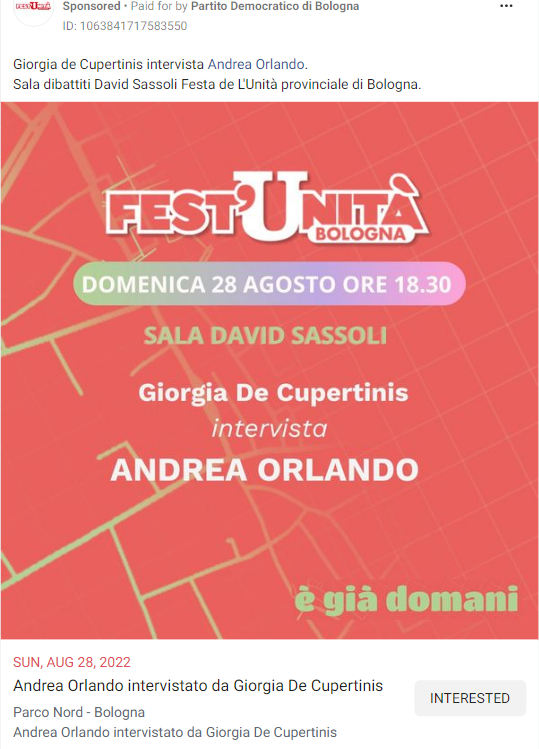 FEST'UNITÀ
Sponsored • Paid for by Partito Democratico di Bologna
ID: 1063841717583550
Giorgia de Cupertinis intervista Andrea Orlando.
Sala dibattiti David Sassoli Festa de L'Unità provinciale di Bologna.
FEST'UNITÀ
BOLOGNA
DOMENICA 28 AGOSTO ORE 18.30
SALA DAVID SASSOLI
Giorgia De Cupertinis
intervista
ANDREA ORLANDO
è già domani
SUN, AUG 28, 2022
Andrea Orlando intervistato da Giorgia De Cupertinis
INTERESTED
Parco Nord - Bologna
Andrea Orlando intervistato da Giorgia De Cupertinis